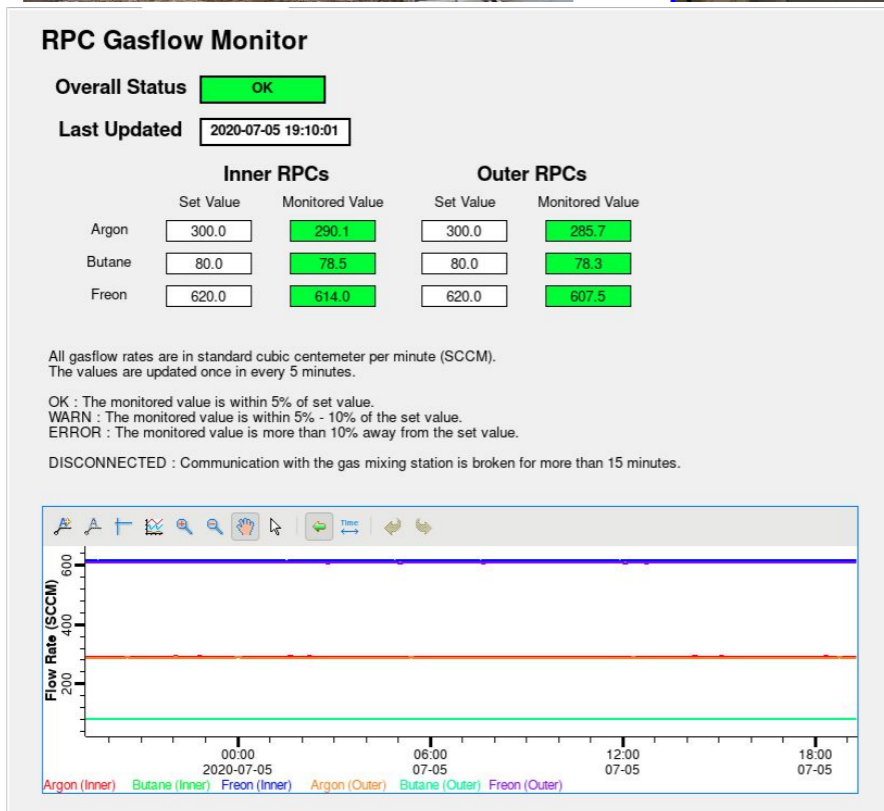 RPC Gasflow Monitor
Overall Status OK
Last Updated 2020-07-05 19:10:01
Inner RPCs Outer RPCs
Set Value Monitored Value Set Value Monitored Value
Argon 300.0 290.1 300.0 285.7
Butane 80.0 78.5 80.0 78.3
Freon 620.0 614.0 620.0 607.5
All gasflow rates are in standard cubic centemeter per minute (SCCM).
The values are updated once in every 5 minutes.
OK : The monitored value is within 5% of set value.
WARN : The monitored value is within 5% - 10% of the set value.
ERROR : The monitored value is more than 10% away from the set value.
DISCONNECTED : Communication with the gas mixing station is broken for more than 15 minutes.
A A Time
Flow Rate (SCCM)
600
400
200
00:00 06:00 12:00 18:00
2020-07-05 07-05 07-05 07-05
Argon (Inner) Butane (Inner) Freon (Inner) Argon (Outer) Butane (Outer) Freon (Outer)